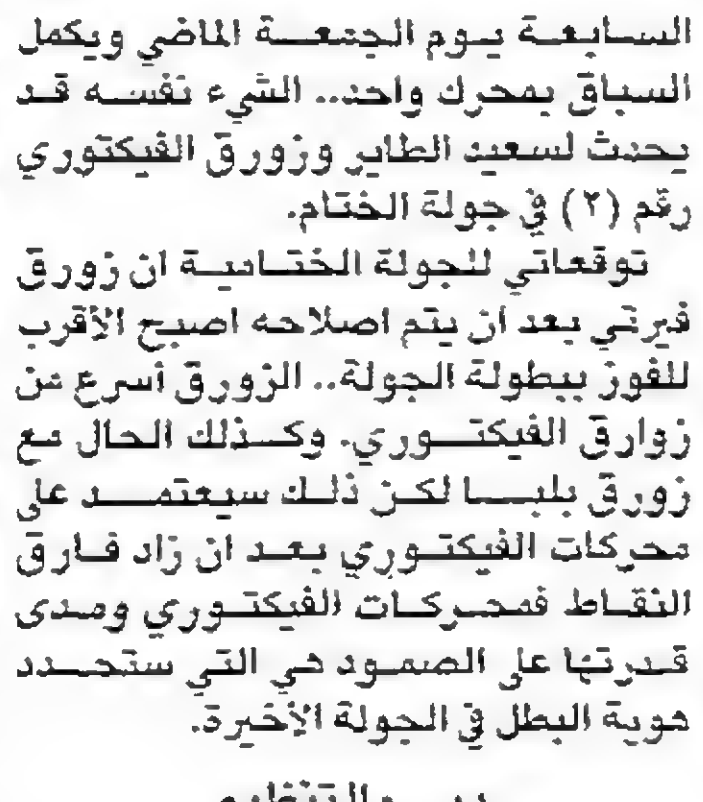 السابعة يوم الجمعة الماضي ويكمل
السباق بمحرك واحد.. الشيء نفسه قد
يحدث لسعيد الطاير وزورق الفيكتوري
رقم (٢) في جولة الختام.
توقعاتي للجولة الختامية ان زورق
فيرتي بعد ان يتم اصلاحه اصبح الأقرب
للفوز ببطولة الجولة.. الزورق أسرع من
زوارق الفيكتوري. وكذلك الحال مع
زورق بلبسا لكن ذلك سيعتمد على
محركات الفيكتوري بعد ان زاد فارق
النقاط فمحركات الفيكتوري ومدى
قدرتها على الصمود هي التي ستحدد
هوية البطل في الجولة الأخيرة.
والتنظيم